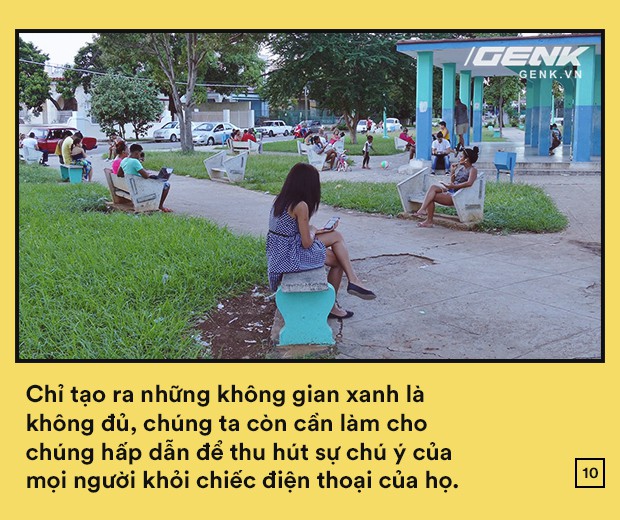 GENK
GENK.VN
Chỉ tạo ra những không gian xanh là
không đủ, chúng ta còn cần làm cho
chúng hấp dẫn để thu hút sự chú ý của
mọi người khỏi chiếc điện thoại của họ.
10